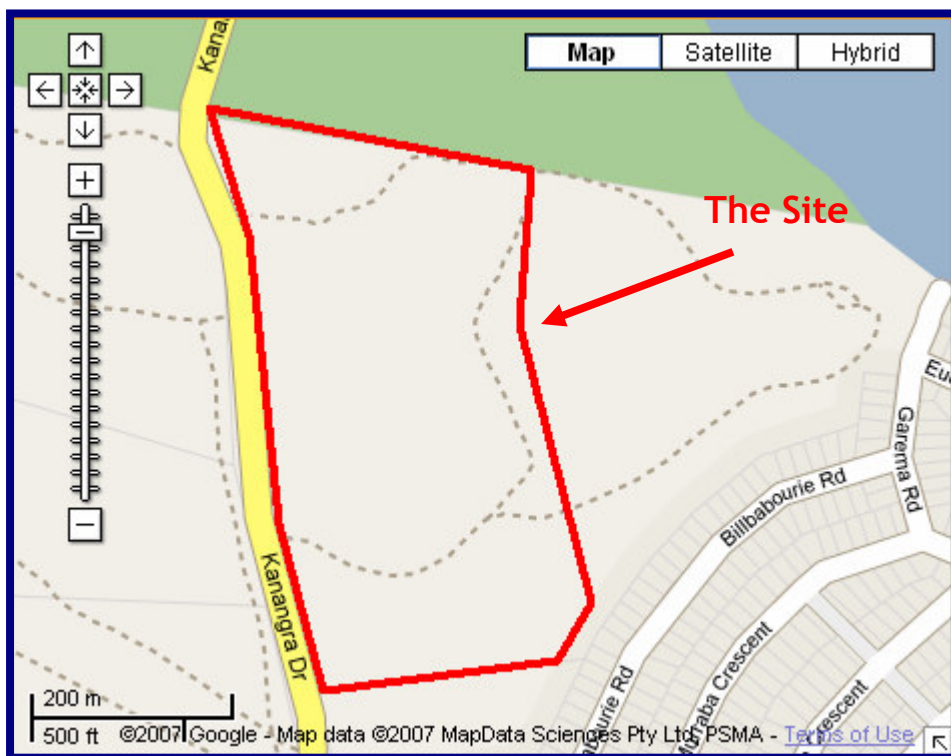 Kana
Map
Satellite
Hybrid
The Site
Garema Rd
Billbabourie Rd
Kanangra Dr
Crescent
200 m
500 ft
©2007 Google - Map data ©2007 MapData Sciences Pty Ltd, PSMA - Terms of Use